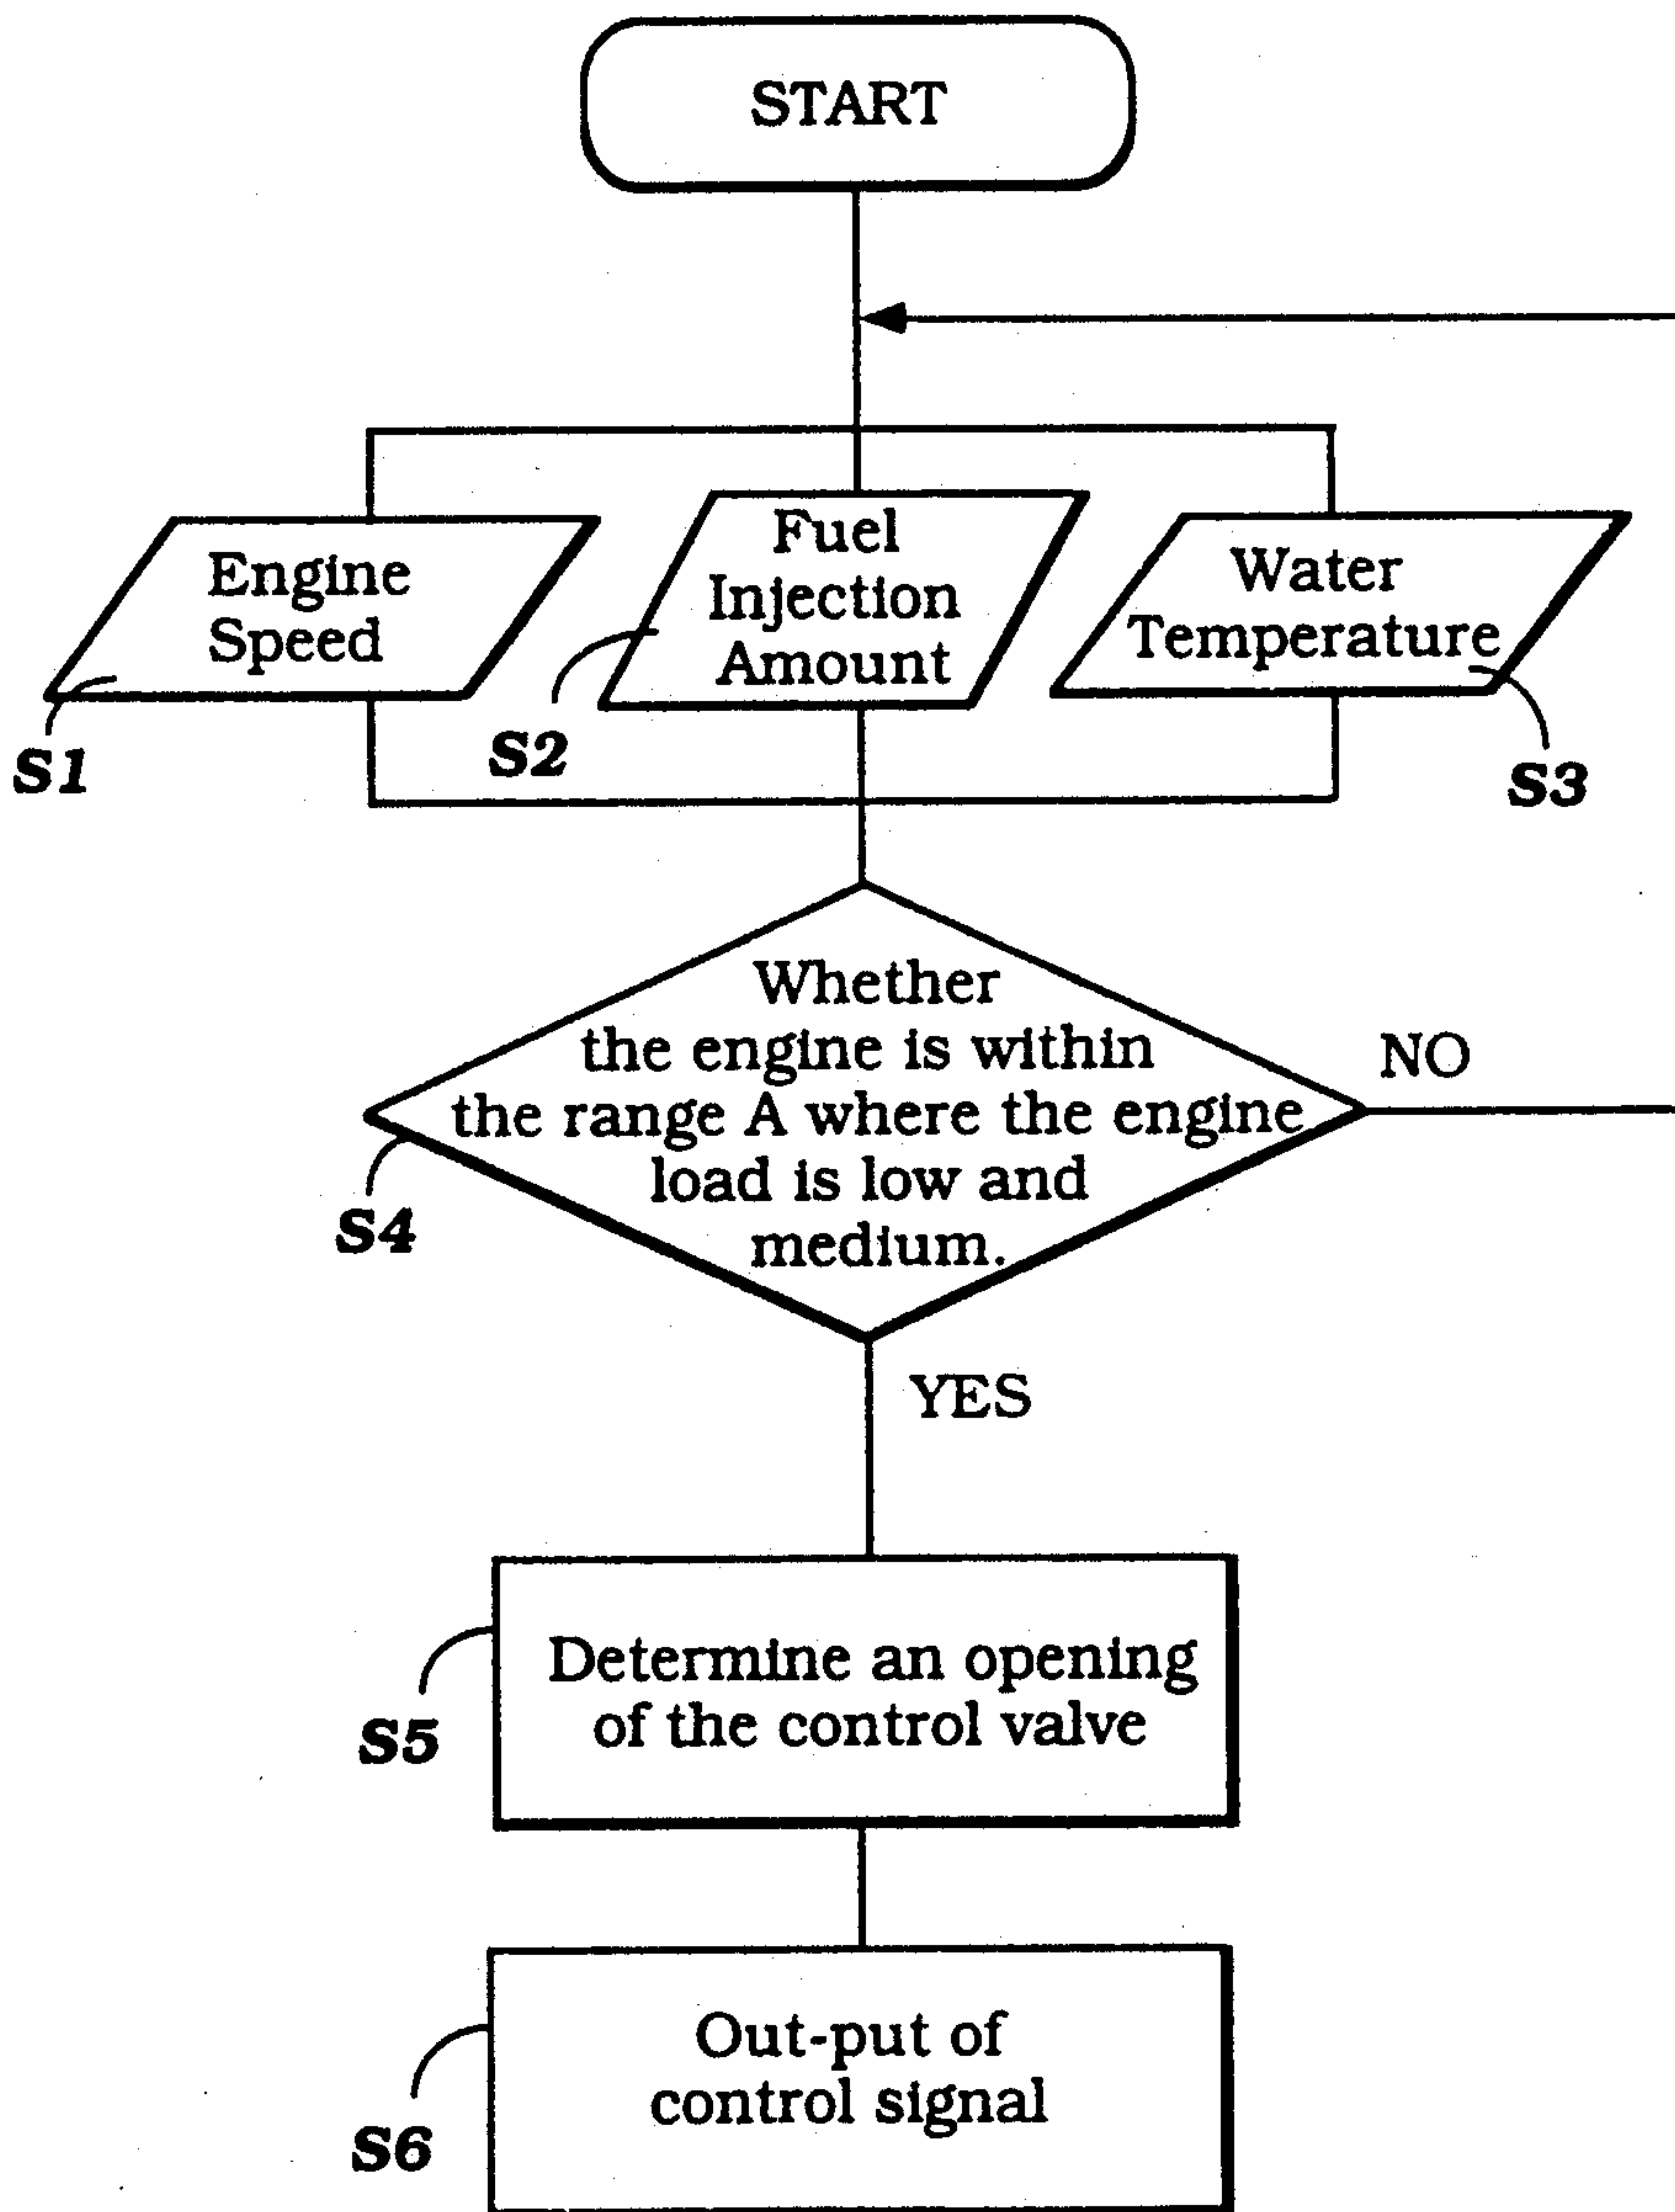 START
Engine
Speed
Fuel
Injection
Amount
Water
Temperature
S1
S2
S3
Whether
the engine is within
the range A where the engine
load is low and
medium.
NO
S4
YES
Determine an opening
of the control valve
S5
Out-put of
control signal
S6